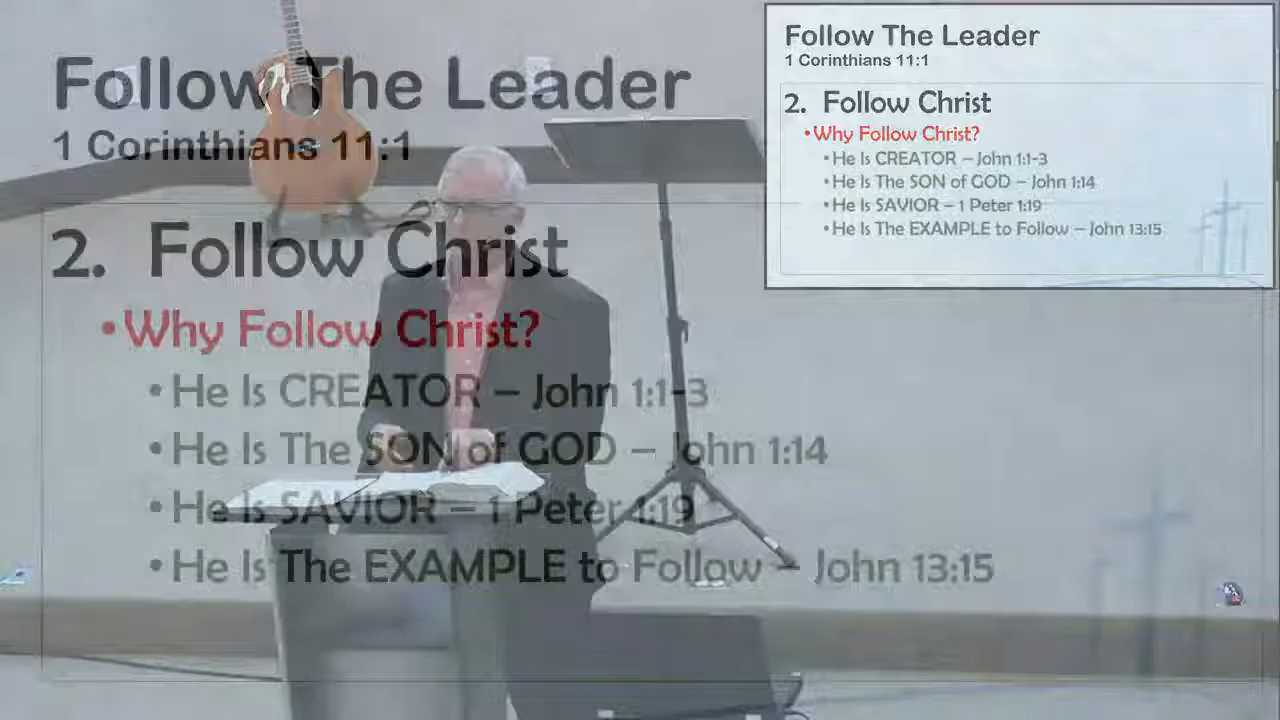 Follow The Leader
1 Corinthians 11:1
2. Follow Christ
•Why Follow Christ?
•He Is CREATOR – John 1:1-3
•He Is The SON of GOD – John 1:14
•He Is SAVIOR – 1 Peter 1:19
•He Is The EXAMPLE to Follow – John 13:15
Follow The Leader
1 Corinthians 11:1
2. Follow Christ
•Why Follow Christ?
•He Is CREATOR – John 1:1-3
•He Is The SON of GOD – John 1:14
•He Is SAVIOR – 1 Peter 1:19
•He Is The EXAMPLE to Follow – John 13:15